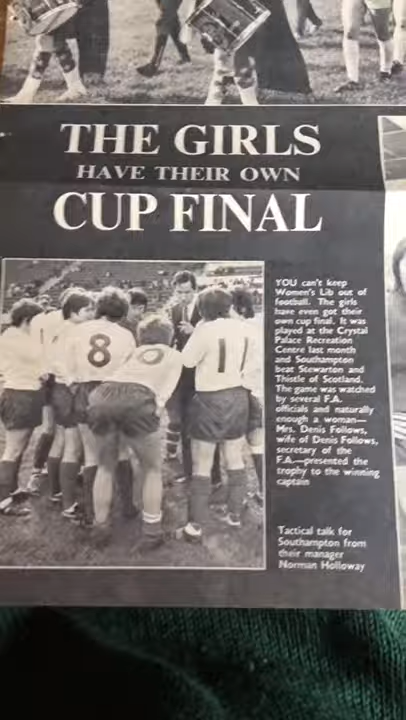 THE GIRLS
HAVE THEIR OWN
CUP FINAL
YOU can't keep
Women's Lib out of
football. The girls
have even got their
own cup final. It was
played at the Crystal
Palace Recreation
Centre last month
and Southampton
beat Stewarton and
Thistle of Scotland.
The game was watched
by several F.A.
officials and naturally
enough a woman—
Mrs. Denis Follows,
wife of Denis Follows,
secretary of the
F.A.—presented the
trophy to the winning
captain
8
11
Tactical talk for
Southampton from
their manager
Norman Holloway